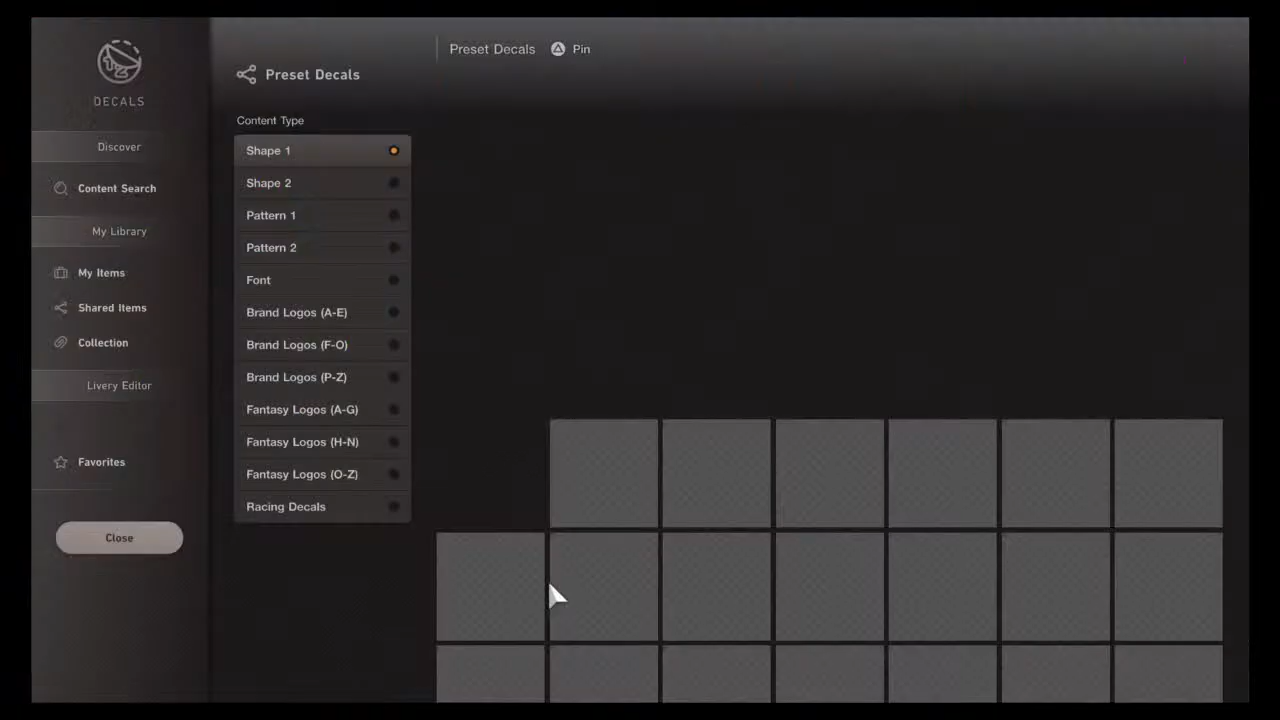 DECALS
Discover
Content Search
My Library
My Items
Shared Items
Collection
Livery Editor
Favorites
Close
Preset Decals
Content Type
Shape 1
Shape 2
Pattern 1
Pattern 2
Font
Brand Logos (A-E)
Brand Logos (F-O)
Brand Logos (P-Z)
Fantasy Logos (A-G)
Fantasy Logos (H-N)
Fantasy Logos (O-Z)
Racing Decals
Preset Decals Pin